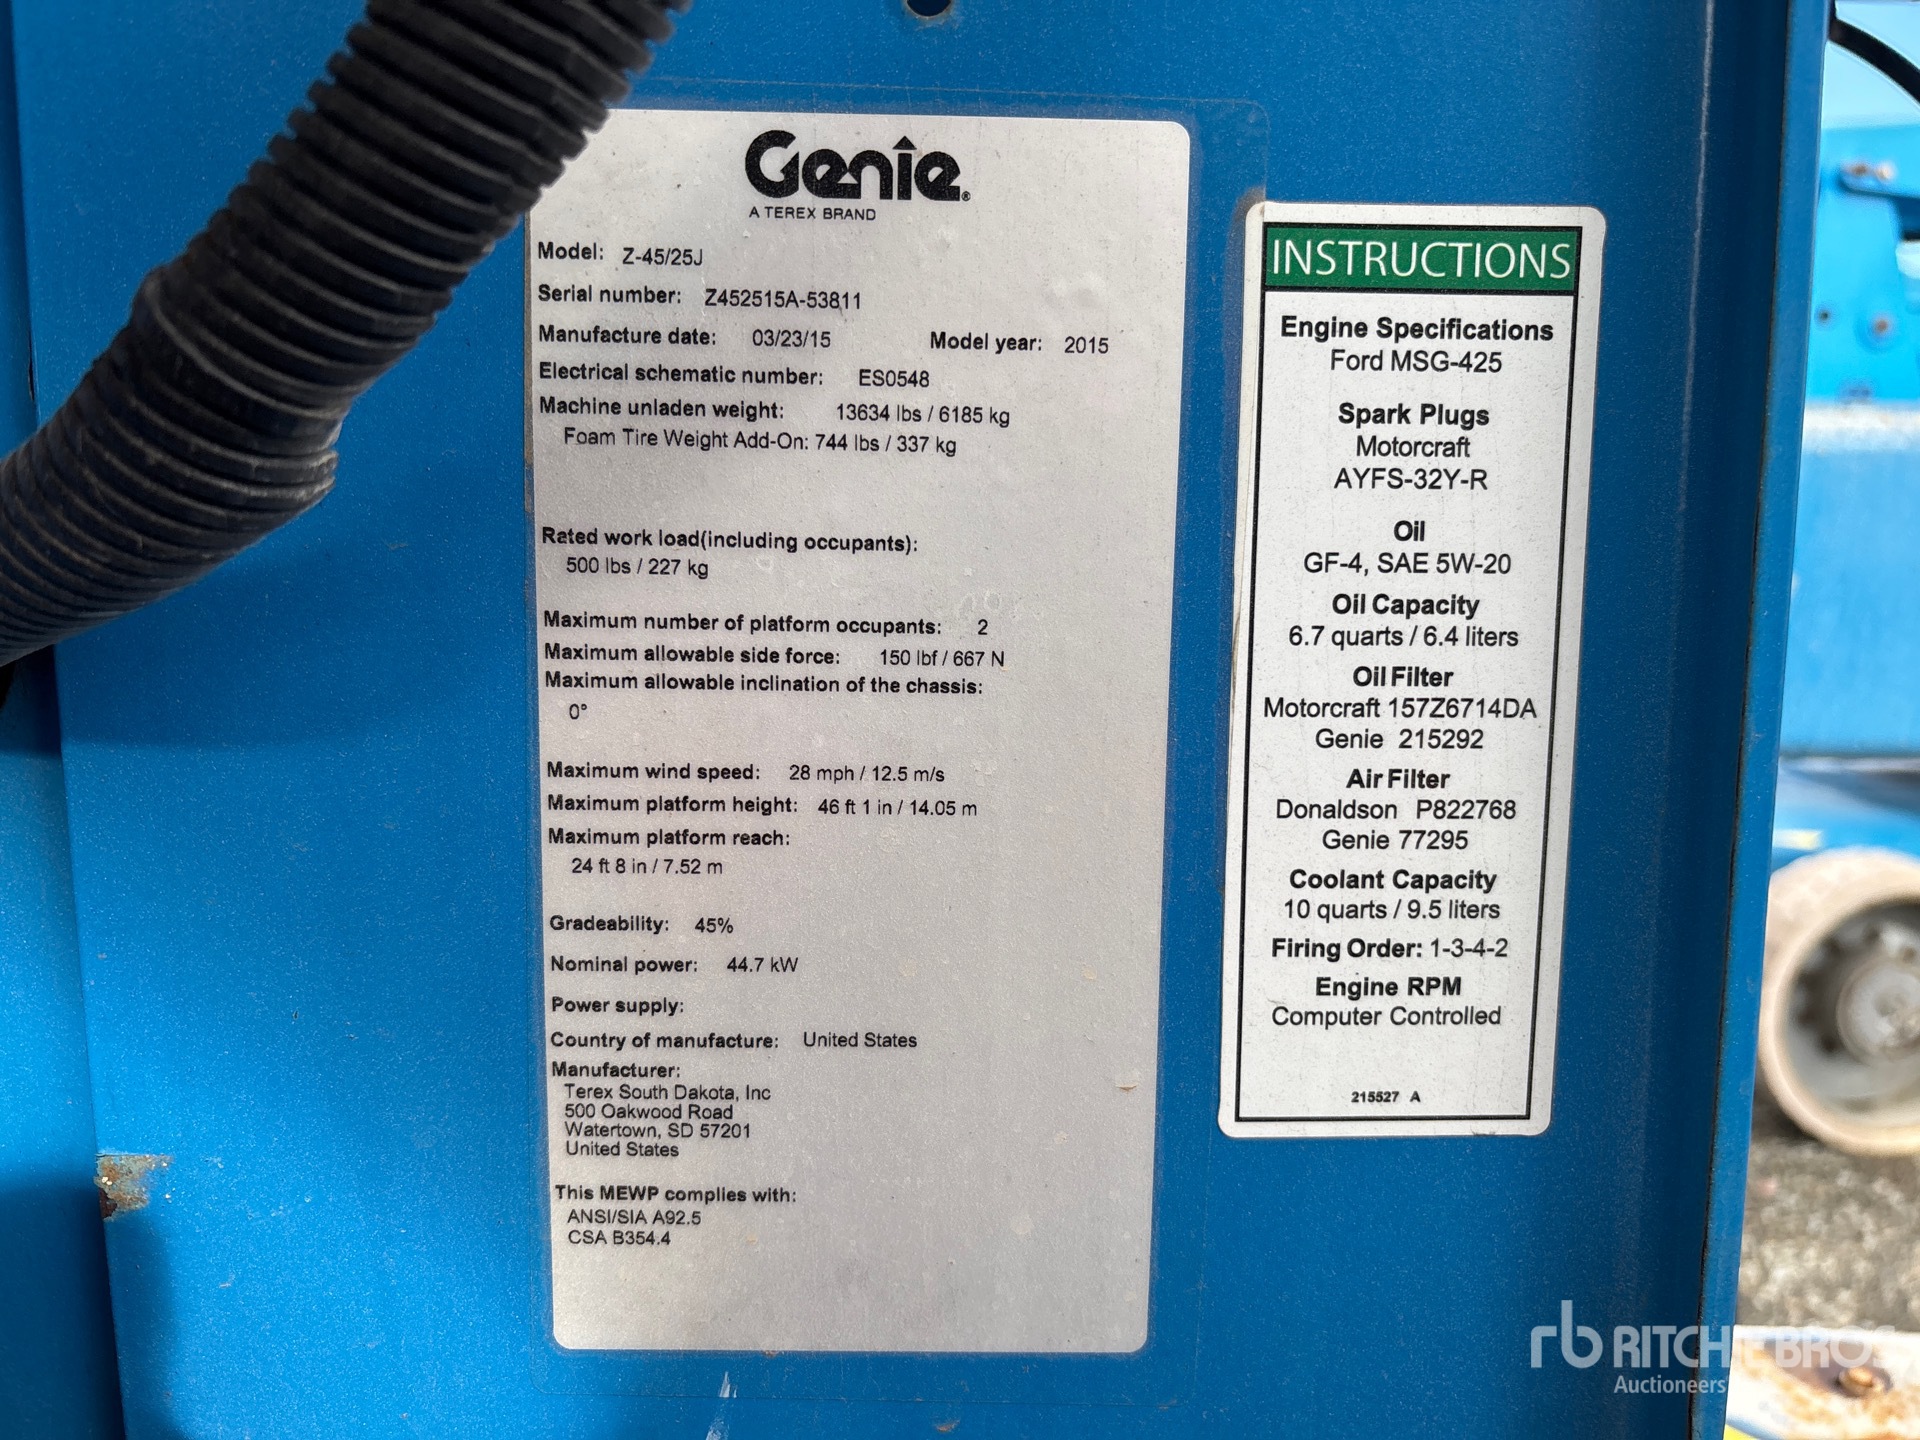 Genie®
A TEREX BRAND
Model: Z-45/25J
Serial number: Z452515A-53811
Manufacture date: 03/23/15 Model year: 2015
Electrical schematic number: ES0548
Machine unladen weight: 13634 lbs / 6185 kg
Foam Tire Weight Add-On: 744 lbs / 337 kg
Rated work load(including occupants):
500 lbs / 227 kg
Maximum number of platform occupants: 2
Maximum allowable side force: 150 lbf / 667 N
Maximum allowable inclination of the chassis:
0°
Maximum wind speed: 28 mph / 12.5 m/s
Maximum platform height: 46 ft 1 in / 14.05 m
Maximum platform reach:
24 ft 8 in / 7.52 m
Gradeability: 45%
Nominal power: 44.7 kW
Power supply:
Country of manufacture: United States
Manufacturer:
Terex South Dakota, Inc
500 Oakwood Road
Watertown, SD 57201
United States
This MEWP complies with:
ANSI/SIA A92.5
CSA B354.4
INSTRUCTIONS
Engine Specifications
Ford MSG-425
Spark Plugs
Motorcraft
AYFS-32Y-R
Oil
GF-4, SAE 5W-20
Oil Capacity
6.7 quarts / 6.4 liters
Oil Filter
Motorcraft 157Z6714DA
Genie 215292
Air Filter
Donaldson P822768
Genie 77295
Coolant Capacity
10 quarts / 9.5 liters
Firing Order: 1-3-4-2
Engine RPM
Computer Controlled
215527 A
rb RITCHIE BROS
Auctioneers